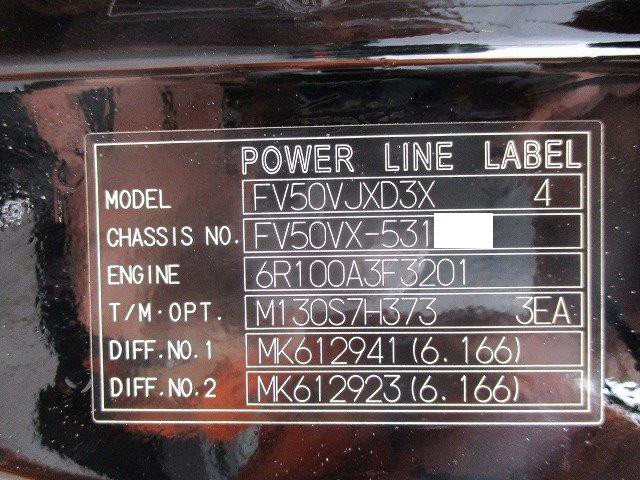 POWER LINE LABEL
MODEL FV50VJXD3X 4
CHASSIS NO. FV50VX-531
ENGINE 6R100A3F3201
T/M·OPT. M130S7H373 3EA
DIFF.NO.1 MK612941(6.166)
DIFF.NO.2 MK612923(6.166)